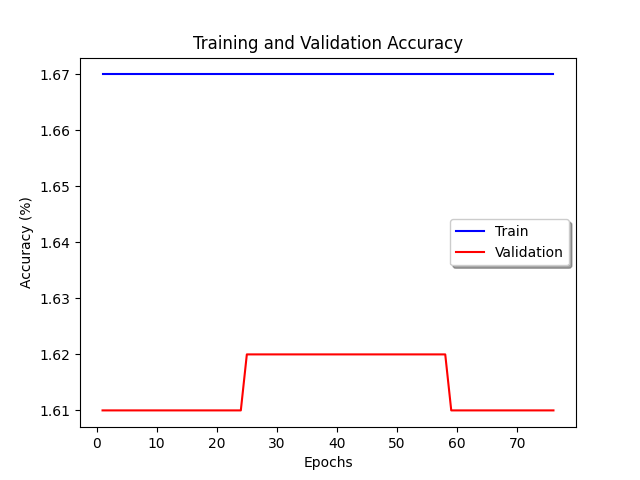 Training and Validation Accuracy
Accuracy (%)
1.67
1.66
1.65
1.64
1.63
1.62
1.61
Train
Validation
0 10 20 30 40 50 60 70
Epochs